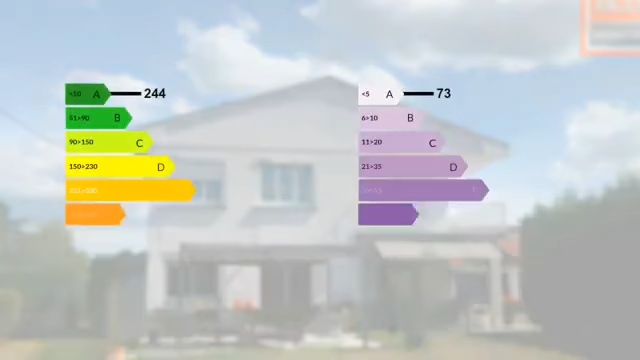 <50 A 244
51>90 B
90>150 C
150>230 D
<5 A 73
6>10 B
11>20 C
21>35 D